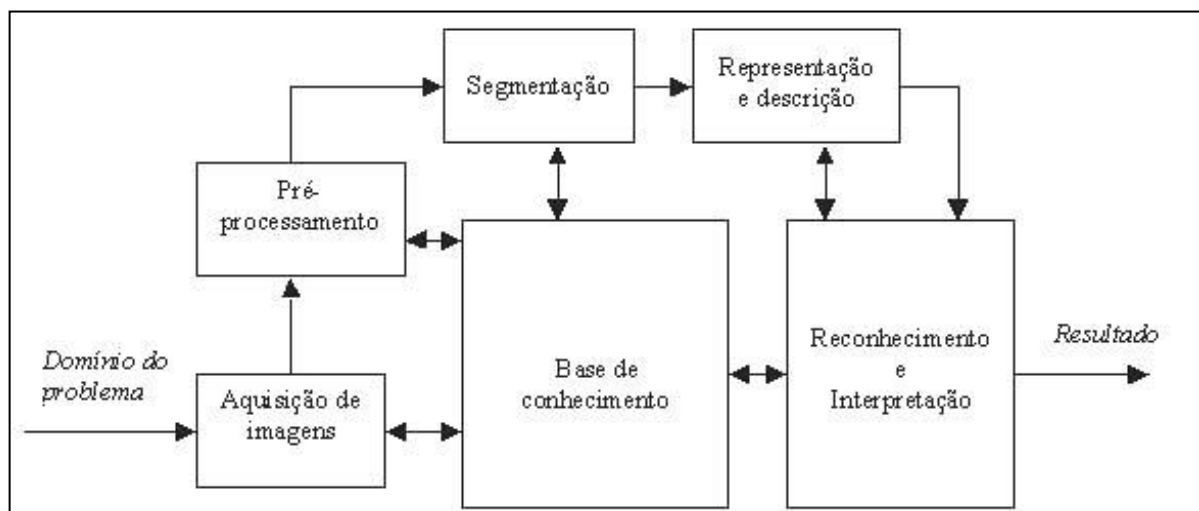 Segmentação
Representação
e descrição
Pré-
processamento
Domínio do
problema
Aquisição de
imagens
Base de
conhecimento
Reconhecimento
e
Interpretação
Resultado